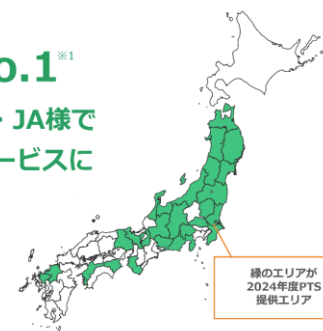 o.1※1
・JA様で
ービスに
緑のエリアが
2024年度PTS
提供エリア